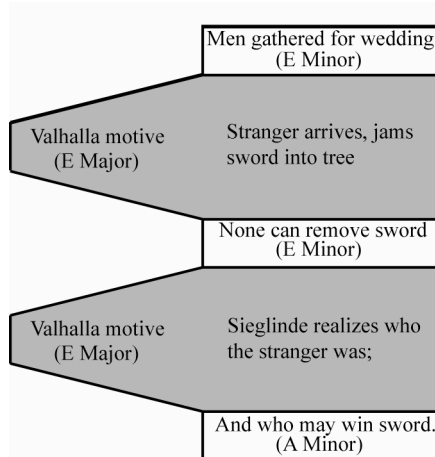 Men gathered for wedding
(E Minor)
Valhalla motive
(E Major)
Stranger arrives, jams
sword into tree
None can remove sword
(E Minor)
Valhalla motive
(E Major)
Sieglinde realizes who
the stranger was;
And who may win sword.
(A Minor)